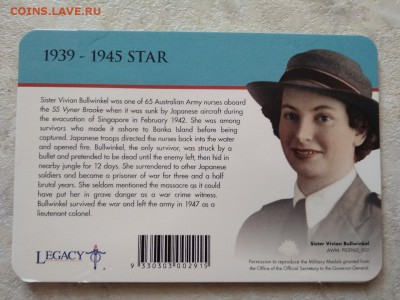 COINS.LAVE.RU
1939 - 1945 STAR
Sister Vivian Bullwinkel was one of 65 Australian Army nurses aboard
the SS Vyner Brooke when it was sunk by Japanese aircraft during
the evacuation of Singapore in February 1942. She was among
survivors who made it ashore to Banka Island before being
captured. Japanese troops directed the nurses back into the water
and opened fire. Bullwinkel, the only survivor, was struck by a
bullet and pretended to be dead until the enemy left, then hid in
nearby jungle for 12 days. She surrendered to other Japanese
soldiers and became a prisoner of war for three and a half
brutal years. She seldom mentioned the massacre as it could
have put her in grave danger as a war crime witness.
Bullwinkel survived the war and left the army in 1947 as a
lieutenant colonel.
LEGACY
9 330303 002915
Sister Vivian Bullwinkel
Permission to reproduce the Military Medals granted from
the Office of the Official Secretary to the Governor-General.